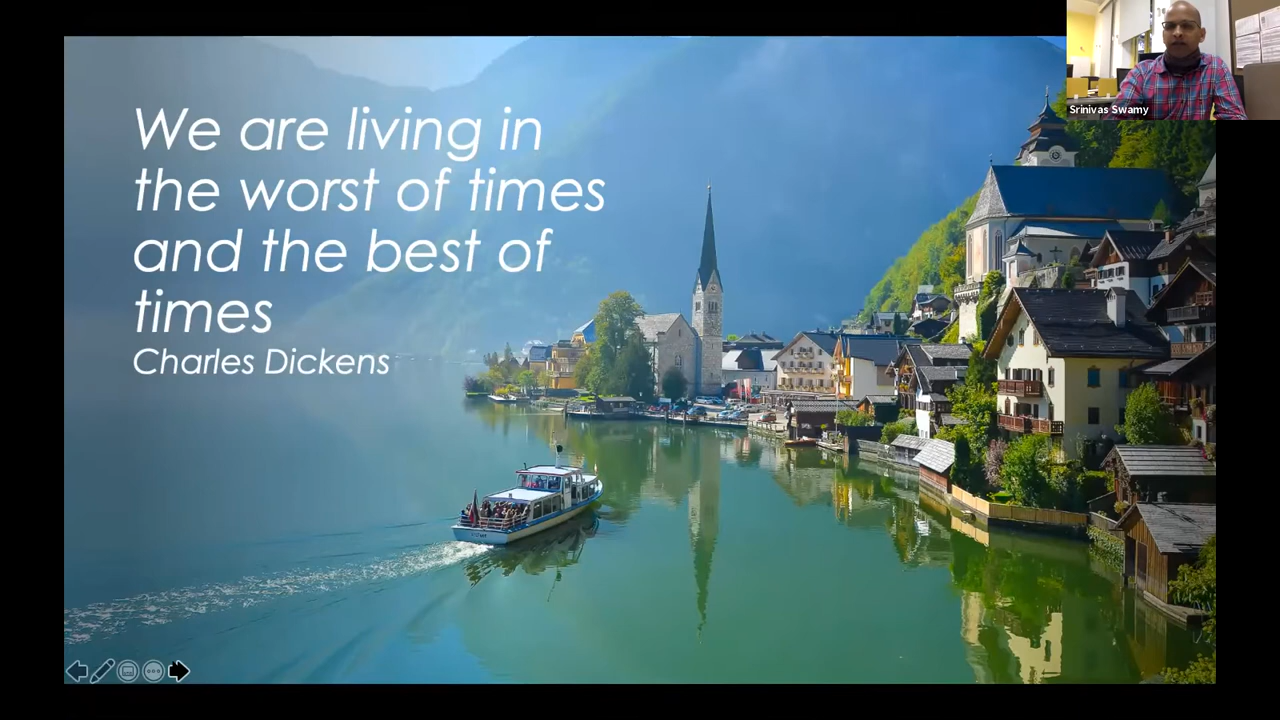 We are living in
the worst of times
and the best of
times
Charles Dickens
Srinivas Swamy